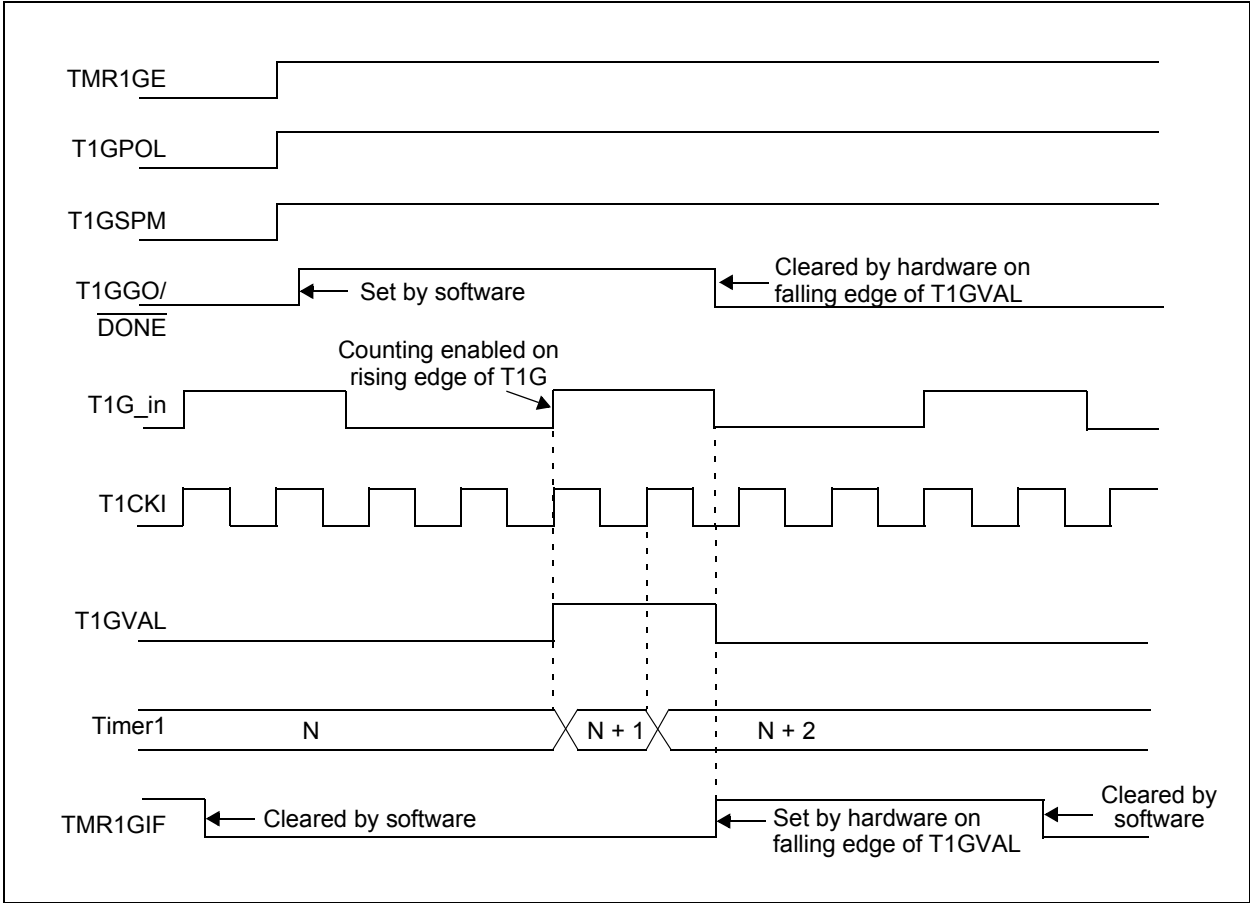 TMR1GE
T1GPOL
T1GSPM
T1GGO/
DONE
Set by software
Cleared by hardware on
falling edge of T1GVAL
Counting enabled on
rising edge of T1G
T1G_in
T1CKI
T1GVAL
Timer1
N
N + 1
N + 2
TMR1GIF
Cleared by software
Set by hardware on
falling edge of T1GVAL
Cleared by
software